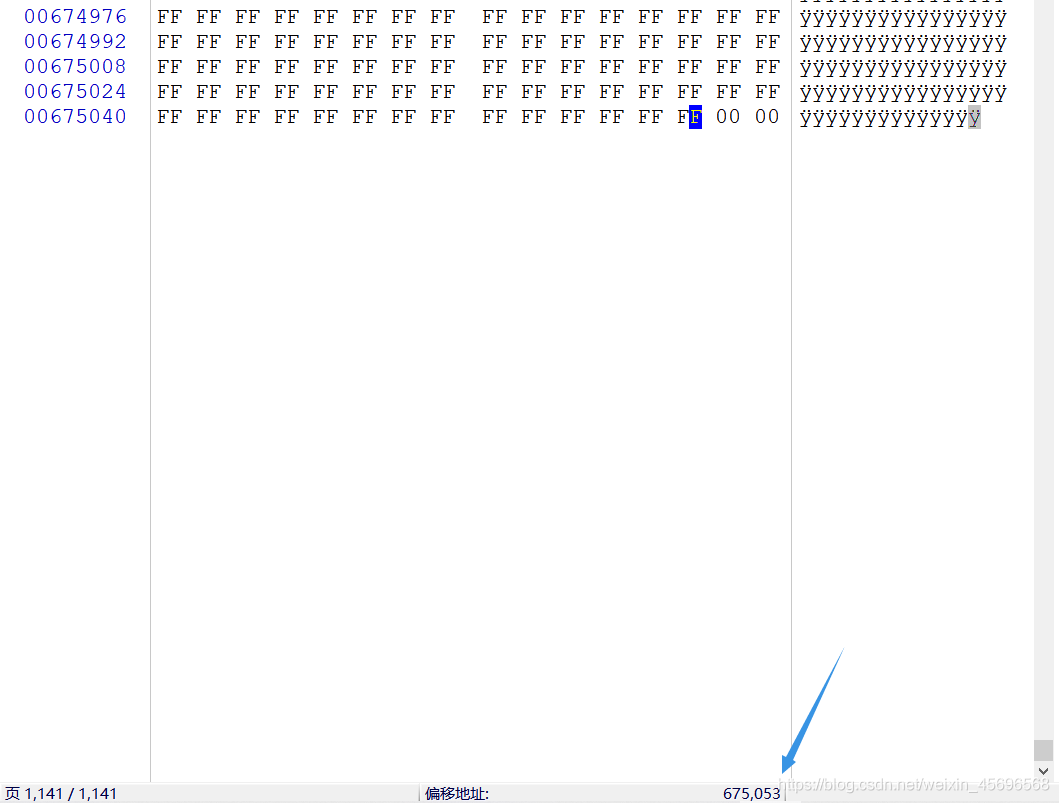 00674976 FF FF FF FF FF FF FF FF FF FF FF FF FF FF FF FF ÿÿÿÿÿÿÿÿÿÿÿÿÿÿÿÿ
00674992 FF FF FF FF FF FF FF FF FF FF FF FF FF FF FF FF ÿÿÿÿÿÿÿÿÿÿÿÿÿÿÿÿ
00675008 FF FF FF FF FF FF FF FF FF FF FF FF FF FF FF FF ÿÿÿÿÿÿÿÿÿÿÿÿÿÿÿÿ
00675024 FF FF FF FF FF FF FF FF FF FF FF FF FF FF FF FF ÿÿÿÿÿÿÿÿÿÿÿÿÿÿÿÿ
00675040 FF FF FF FF FF FF FF FF FF FF FF FF FF FF 00 00 ÿÿÿÿÿÿÿÿÿÿÿÿÿÿ
页 1,141 / 1,141 偏移地址: 675,053
https://blog.csdn.net/weixin_45696568